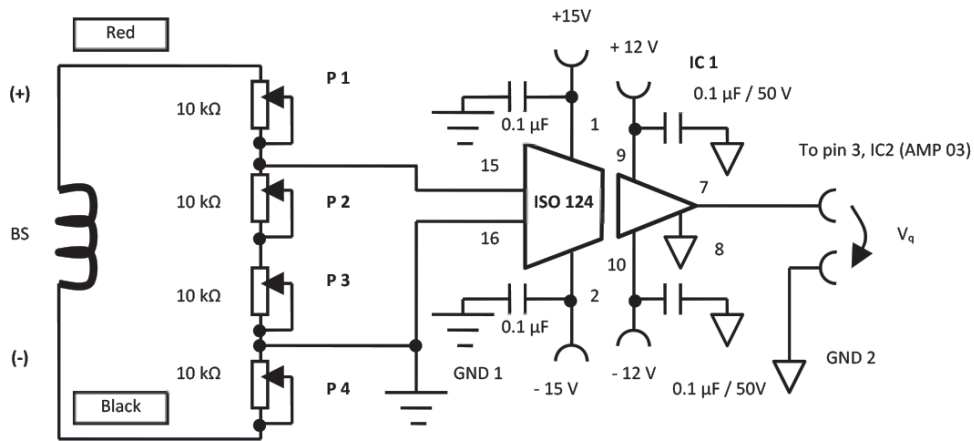 Red
+15V
+ 12 V
IC 1
(+)
P 1
10 kΩ
0.1 µF / 50 V
0.1 µF
1
To pin 3, IC2 (AMP 03)
15
9
10 kΩ
P 2
ISO 124
7
BS
16
8
Vq
10
P 3
10 kΩ
2
0.1 µF
(-)
10 kΩ
GND 1
GND 2
P 4
- 15 V
- 12 V
0.1 µF / 50V
Black